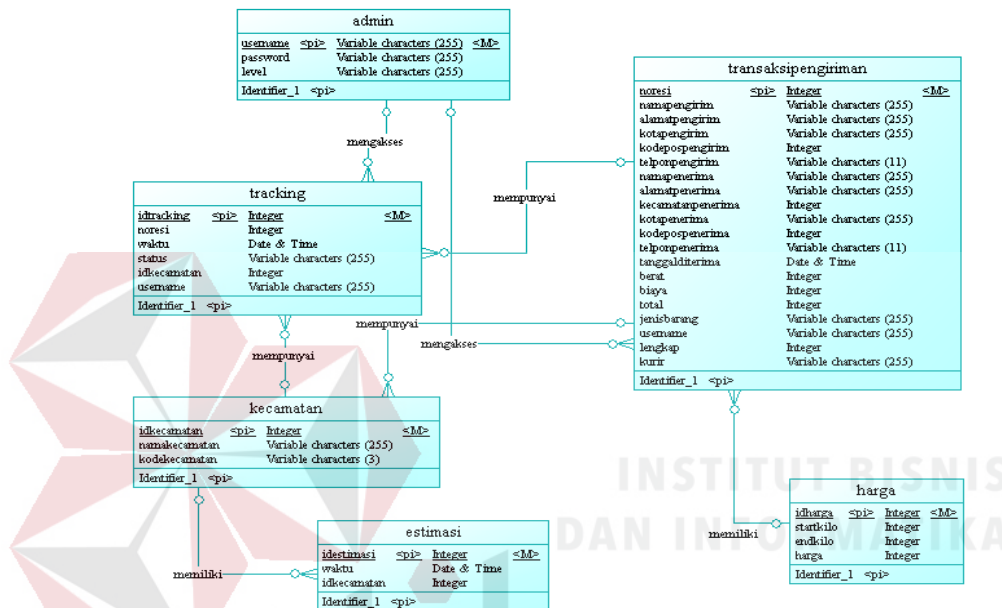 admin
username <pi> Variable characters (255) <M>
password Variable characters (255)
level Variable characters (255)
Identifier_1 <pi>
mengakses
tracking
idtracking <pi> Integer <M>
noresi Integer
waktu Date & Time
status Variable characters (255)
idkecamatan Integer
username Variable characters (255)
Identifier_1 <pi>
mempunyai
transaksipengiriman
noresi <pi> Integer <M>
namapengirim Variable characters (255)
alamatpengirim Variable characters (255)
kotapengirim Variable characters (255)
kodepospengirim Integer
telponpengirim Variable characters (11)
namapenerima Variable characters (255)
alamatpenerima Variable characters (255)
kecamatanpenerima Integer
kotapenerima Variable characters (255)
kodepospenerima Integer
telponpenerima Variable characters (11)
tanggalditerima Date & Time
berat Integer
biaya Integer
total Integer
jenisbarang Variable characters (255)
username Variable characters (255)
lengkap Integer
kurir Variable characters (255)
Identifier_1 <pi>
mempunyai
mengakses
mempunyai
kecamatan
idkecamatan <pi> Integer <M>
namakecamatan Variable characters (255)
kodekecamatan Variable characters (3)
Identifier_1 <pi>
INSTITUT BISNIS
DAN INFORMATIKA
harga
idharga <pi> Integer <M>
startkilo Integer
endkilo Integer
harga Integer
Identifier_1 <pi>
memiliki
estimasi
idestimasi <pi> Integer <M>
waktu Date & Time
idkecamatan Integer
Identifier_1 <pi>
memiliki